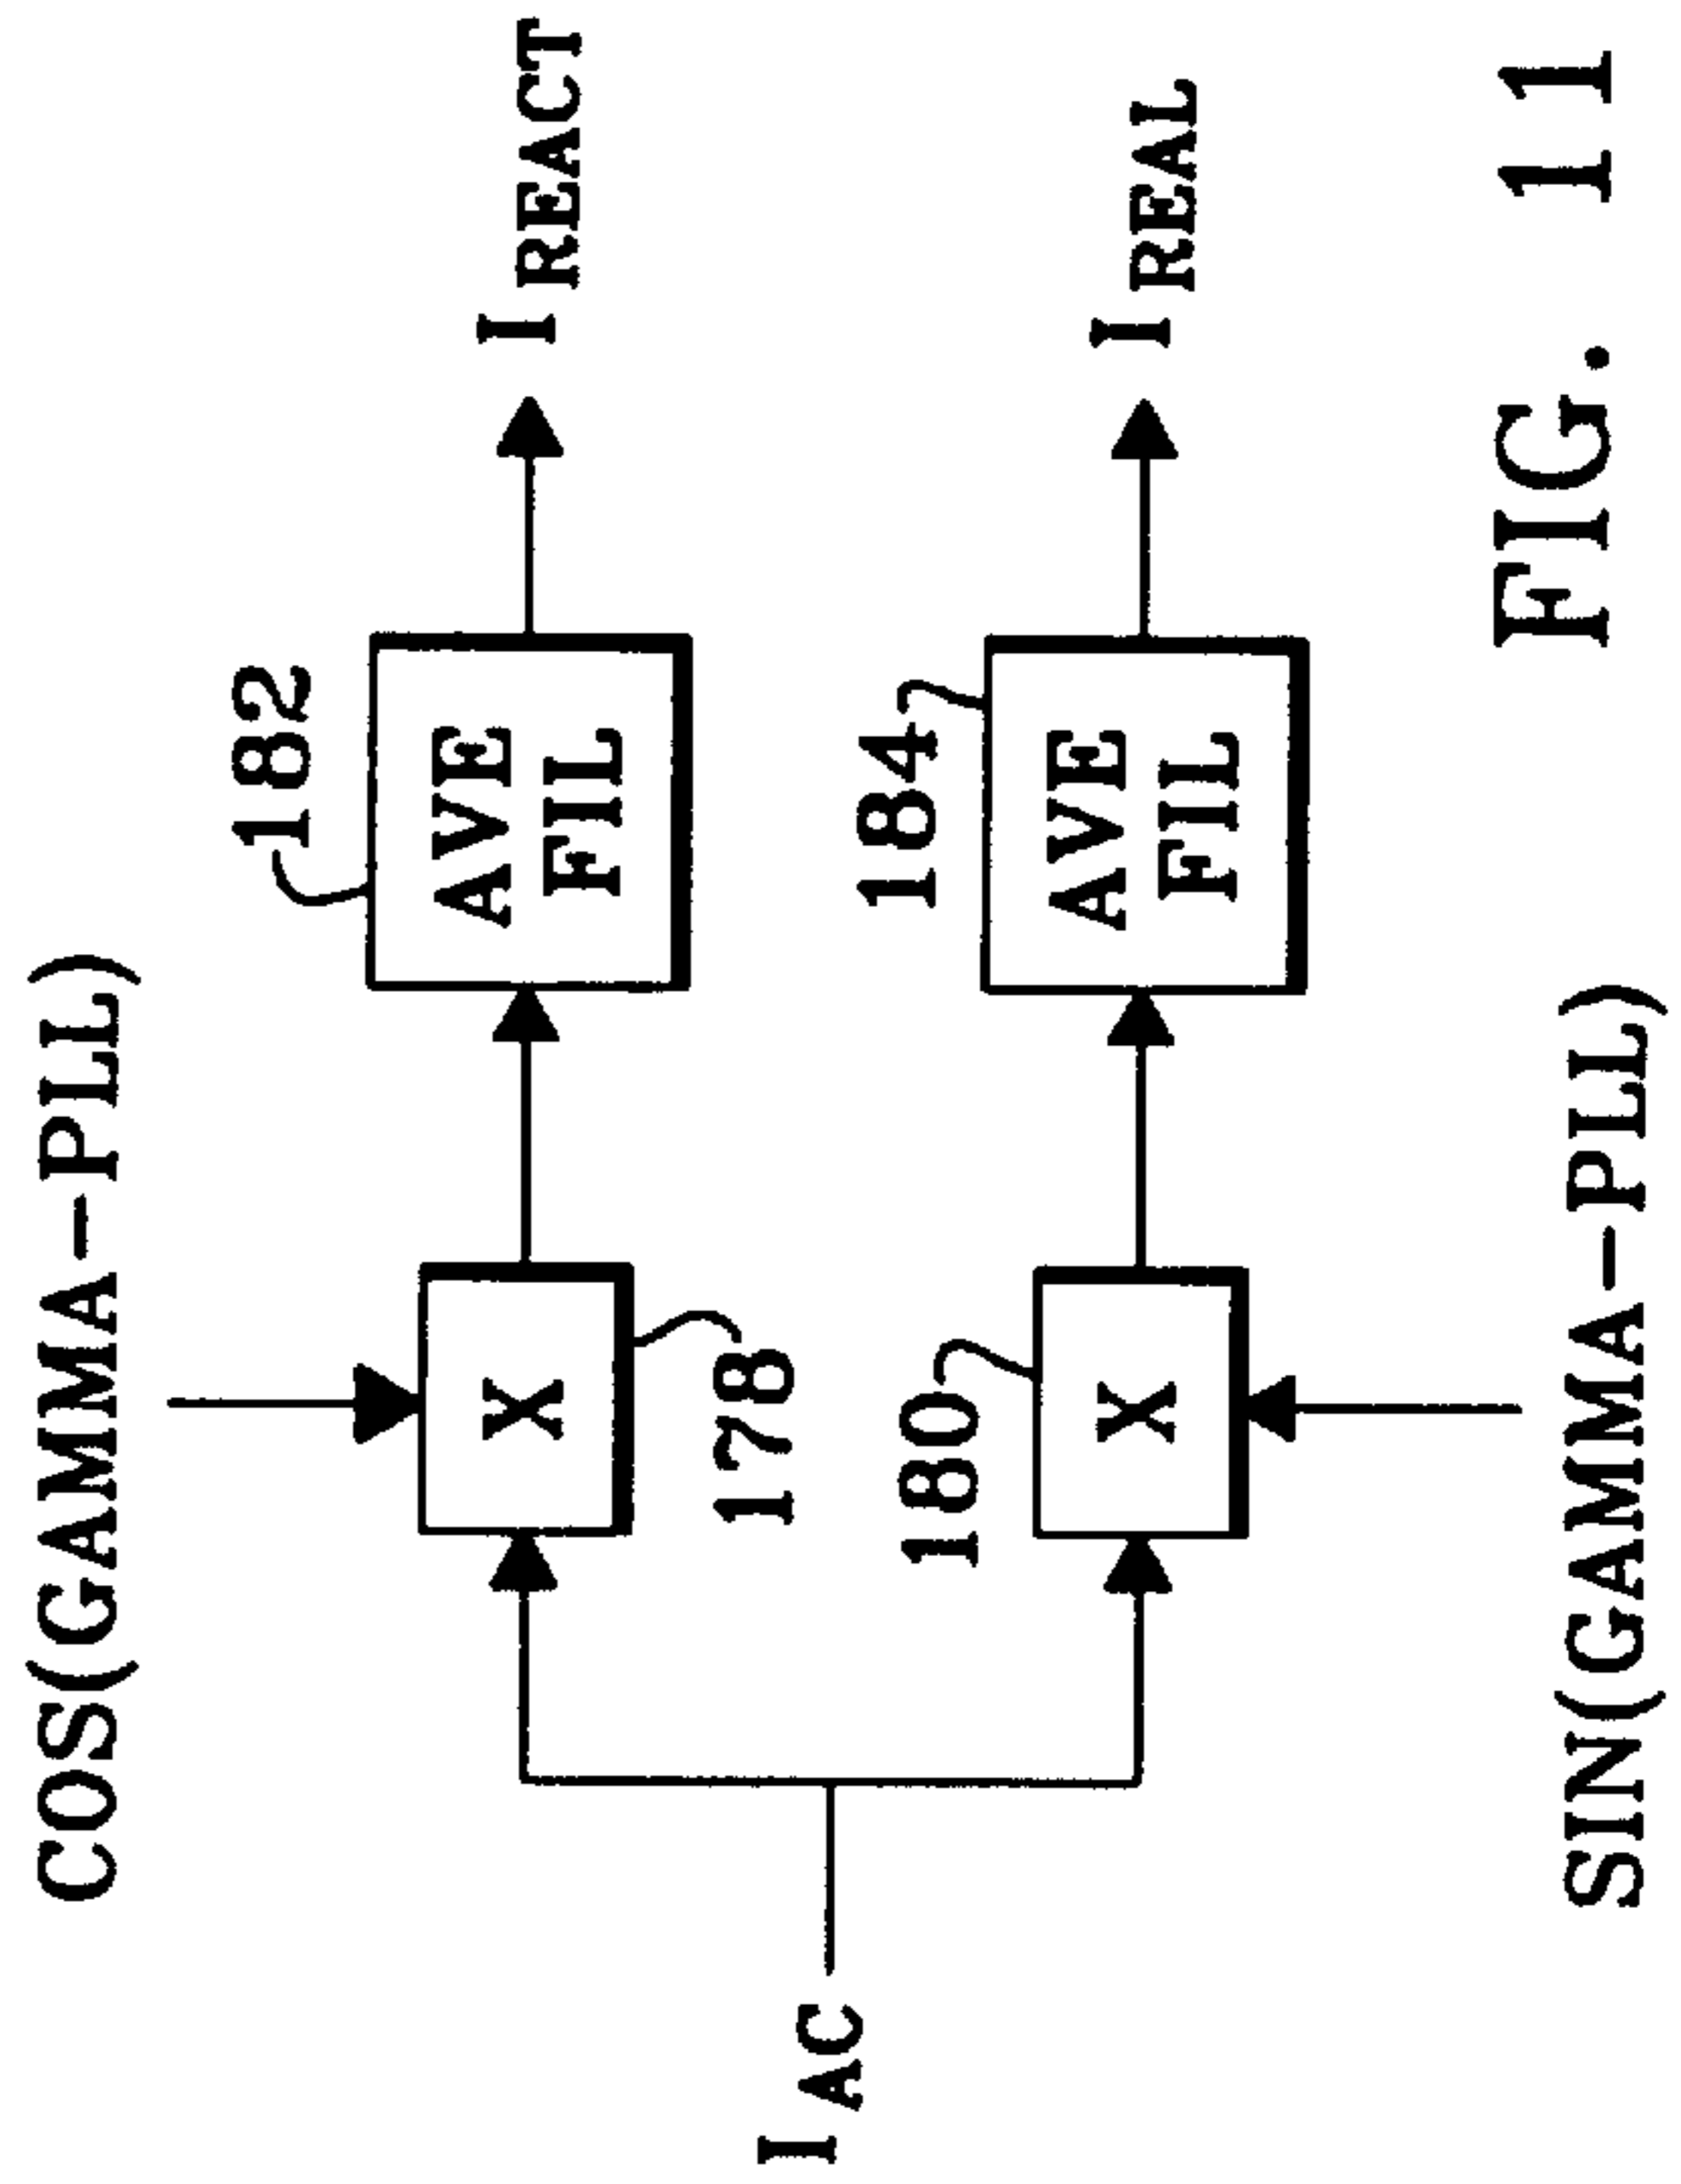 COS(GAMMA-PLL)
182
AVE
FIL
I REACT
X
178
I AC
180
X
184
AVE
FIL
I REAL
SIN(GAMMA-PLL)
FIG. 11